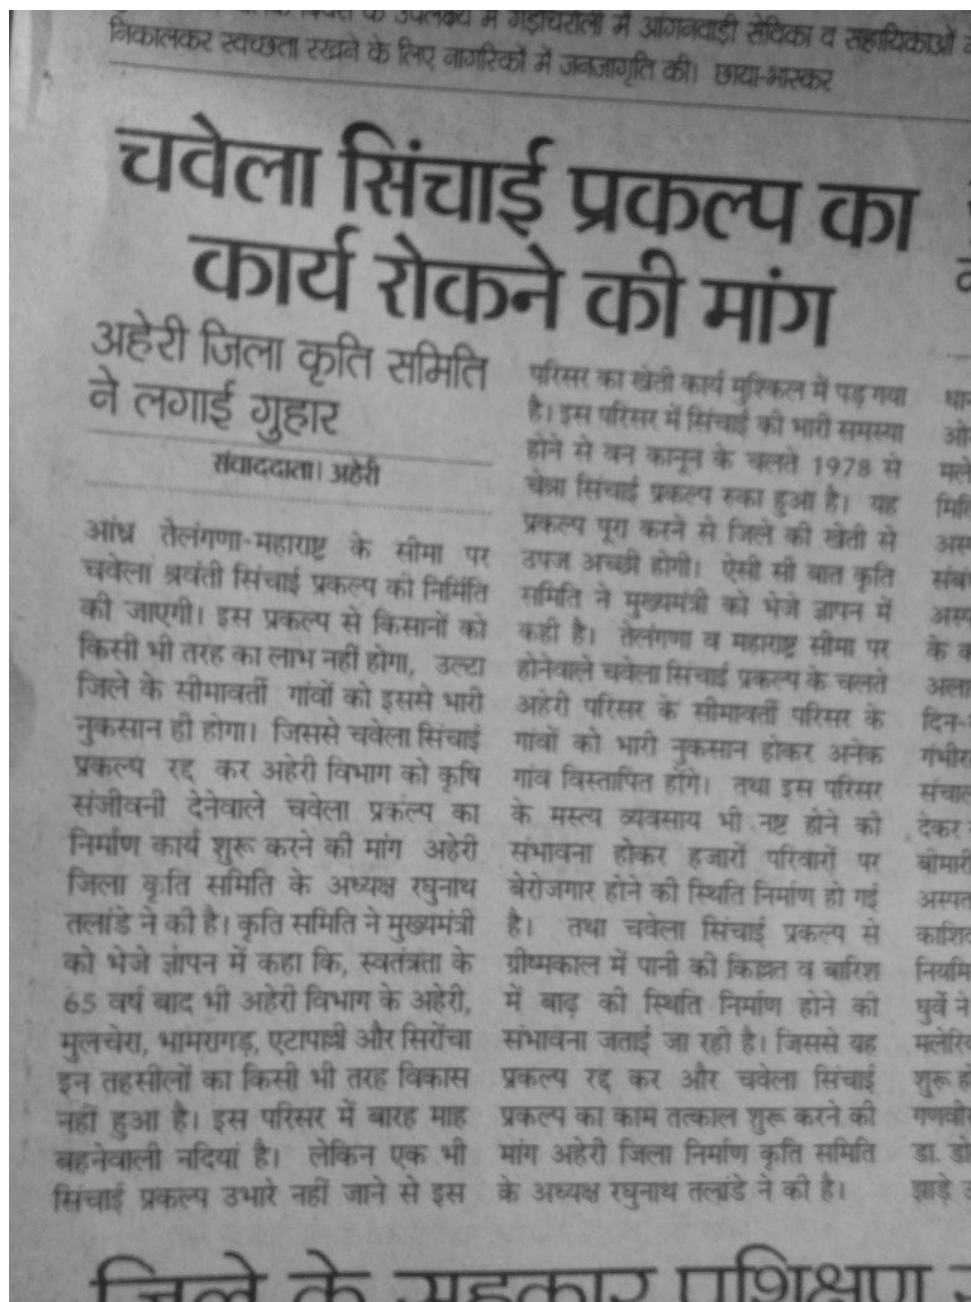 के उपलक्ष्य में गड़चिरोली में आंगनवाड़ी सेविका व सहायिकाओं
निकालकर स्वच्छता रखने के लिए नागरिकों में जनजागृति की। छाया-भास्कर
चवेला सिंचाई प्रकल्प का
कार्य रोकने की मांग
अहेरी जिला कृति समिति
ने लगाई गुहार
संवाददाता। अहेरी
आंध्र तेलंगणा-महाराष्ट्र के सीमा पर
चवेला श्रवंती सिंचाई प्रकल्प की निर्मिति
की जाएगी। इस प्रकल्प से किसानों को
किसी भी तरह का लाभ नहीं होगा, उल्टा
जिले के सीमावर्ती गांवों को इससे भारी
नुकसान ही होगा। जिससे चवेला सिंचाई
प्रकल्प रद्द कर अहेरी विभाग को कृषि
संजीवनी देनेवाले चवेला प्रकल्प का
निर्माण कार्य शुरू करने की मांग अहेरी
जिला कृति समिति के अध्यक्ष रघुनाथ
तलांडे ने की है। कृति समिति ने मुख्यमंत्री
को भेजे ज्ञापन में कहा कि, स्वतंत्रता के
65 वर्ष बाद भी अहेरी विभाग के अहेरी,
मुलचेरा, भामरागड़, एटापल्ली और सिरोंचा
इन तहसीलों का किसी भी तरह विकास
नहीं हुआ है। इस परिसर में बारह माह
बहनेवाली नदियां है। लेकिन एक भी
सिंचाई प्रकल्प उभारे नहीं जाने से इस
परिसर का खेती कार्य मुश्किल में पड़ गया
है। इस परिसर में सिंचाई की भारी समस्या
होने से वन कानून के चलते 1978 से
चेन्ना सिंचाई प्रकल्प रुका हुआ है। यह
प्रकल्प पूरा करने से जिले की खेती से
उपज अच्छी होगी। ऐसी सी बात कृति
समिति ने मुख्यमंत्री को भेजे ज्ञापन में
कही है। तेलंगणा व महाराष्ट्र सीमा पर
होनेवाले चवेला सिंचाई प्रकल्प के चलते
अहेरी परिसर के सीमावर्ती परिसर के
गांवों को भारी नुकसान होकर अनेक
गांव विस्तापित होंगे। तथा इस परिसर
के मस्त्य व्यवसाय भी नष्ट होने की
संभावना होकर हजारों परिवारों पर
बेरोजगार होने की स्थिति निर्माण हो गई
है। तथा चवेला सिंचाई प्रकल्प से
ग्रीष्मकाल में पानी की किल्लत व बारिश
में बाढ़ की स्थिति निर्माण होने की
संभावना जताई जा रही है। जिससे यह
प्रकल्प रद्द कर और चवेला सिंचाई
प्रकल्प का काम तत्काल शुरू करने की
मांग अहेरी जिला निर्माण कृति समिति
के अध्यक्ष रघुनाथ तलांडे ने की है।
के
दिन-
देकर
धुर्वे ने
शुरू
डा.
झाड़े
जिले के सहकार प्रशिक्षण